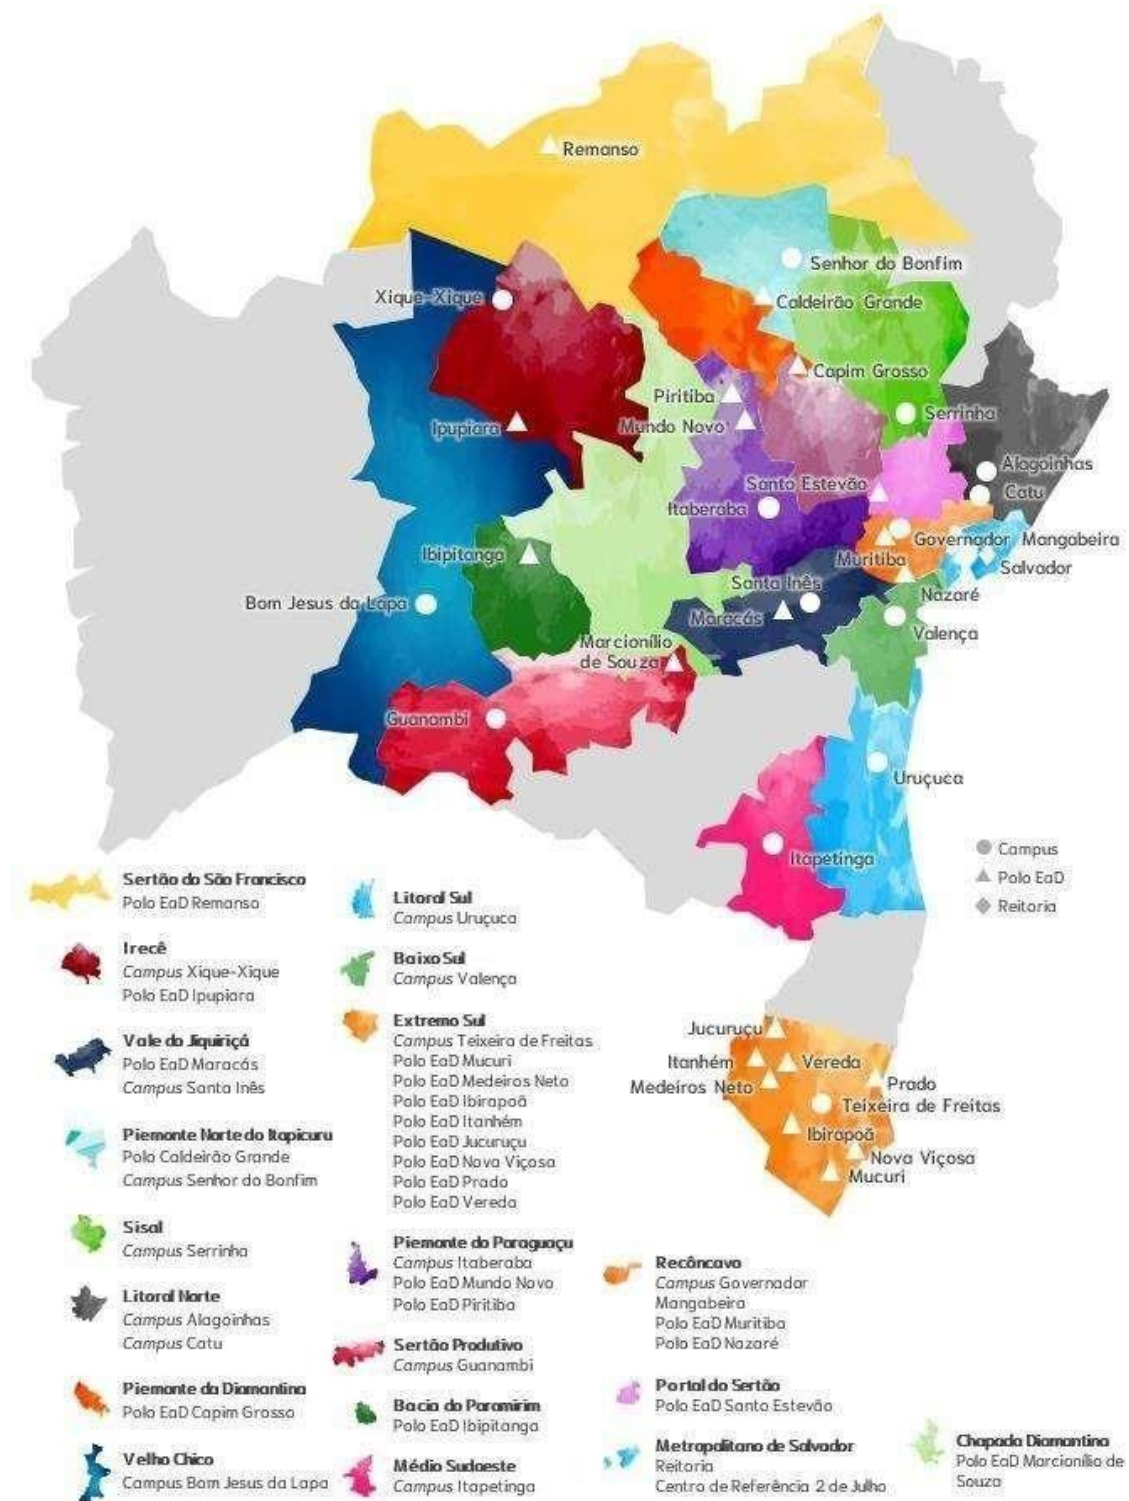 Remanso
Senhor do Bonfim
Xique-Xique
Caldeirão Grande
Capim Grosso
Piritiba
Serrinha
Ipupiara
Mundo Novo
Alagoinhas
Santo Estevão
Catu
Itaberaba
Governador Mangabeira
Ibipitanga
Muritiba
Salvador
Santa Inês
Nazaré
Bom Jesus da Lapa
Maracás
Valença
Marcionílio
de Souza
Guanambi
Uruçuca
Itapetinga
Campus
Polo EaD
Reitoria
Jucuruçu
Itanhém
Vereda
Medeiros Neto
Prado
Teixeira de Freitas
Ibirapoã
Nova Viçosa
Mucuri
Sertão do São Francisco
Polo EaD Remanso
Irecê
Campus Xique-Xique
Polo EaD Ipupiara
Vale do Jiquiriçá
Polo EaD Maracás
Campus Santa Inês
Piemonte Norte do Itapicuru
Polo Caldeirão Grande
Campus Senhor do Bonfim
Sisal
Campus Serrinha
Litoral Norte
Campus Alagoinhas
Campus Catu
Piemonte da Diamantina
Polo EaD Capim Grosso
Velho Chico
Campus Bom Jesus da Lapa
Litoral Sul
Campus Uruçuca
Baixo Sul
Campus Valença
Extremo Sul
Campus Teixeira de Freitas
Polo EaD Mucuri
Polo EaD Medeiros Neto
Polo EaD Ibirapoã
Polo EaD Itanhém
Polo EaD Jucuruçu
Polo EaD Nova Viçosa
Polo EaD Prado
Polo EaD Vereda
Piemonte do Paraguaçu
Campus Itaberaba
Polo EaD Mundo Novo
Polo EaD Piritiba
Sertão Produtivo
Campus Guanambi
Bacia do Paramirim
Polo EaD Ibipitanga
Médio Sudoeste
Campus Itapetinga
Recôncavo
Campus Governador
Mangabeira
Polo EaD Muritiba
Polo EaD Nazaré
Portal do Sertão
Polo EaD Santo Estevão
Metropolitano de Salvador
Reitoria
Centro de Referência 2 de Julho
Chapada Diamantina
Polo EaD Marcionílio de
Souza